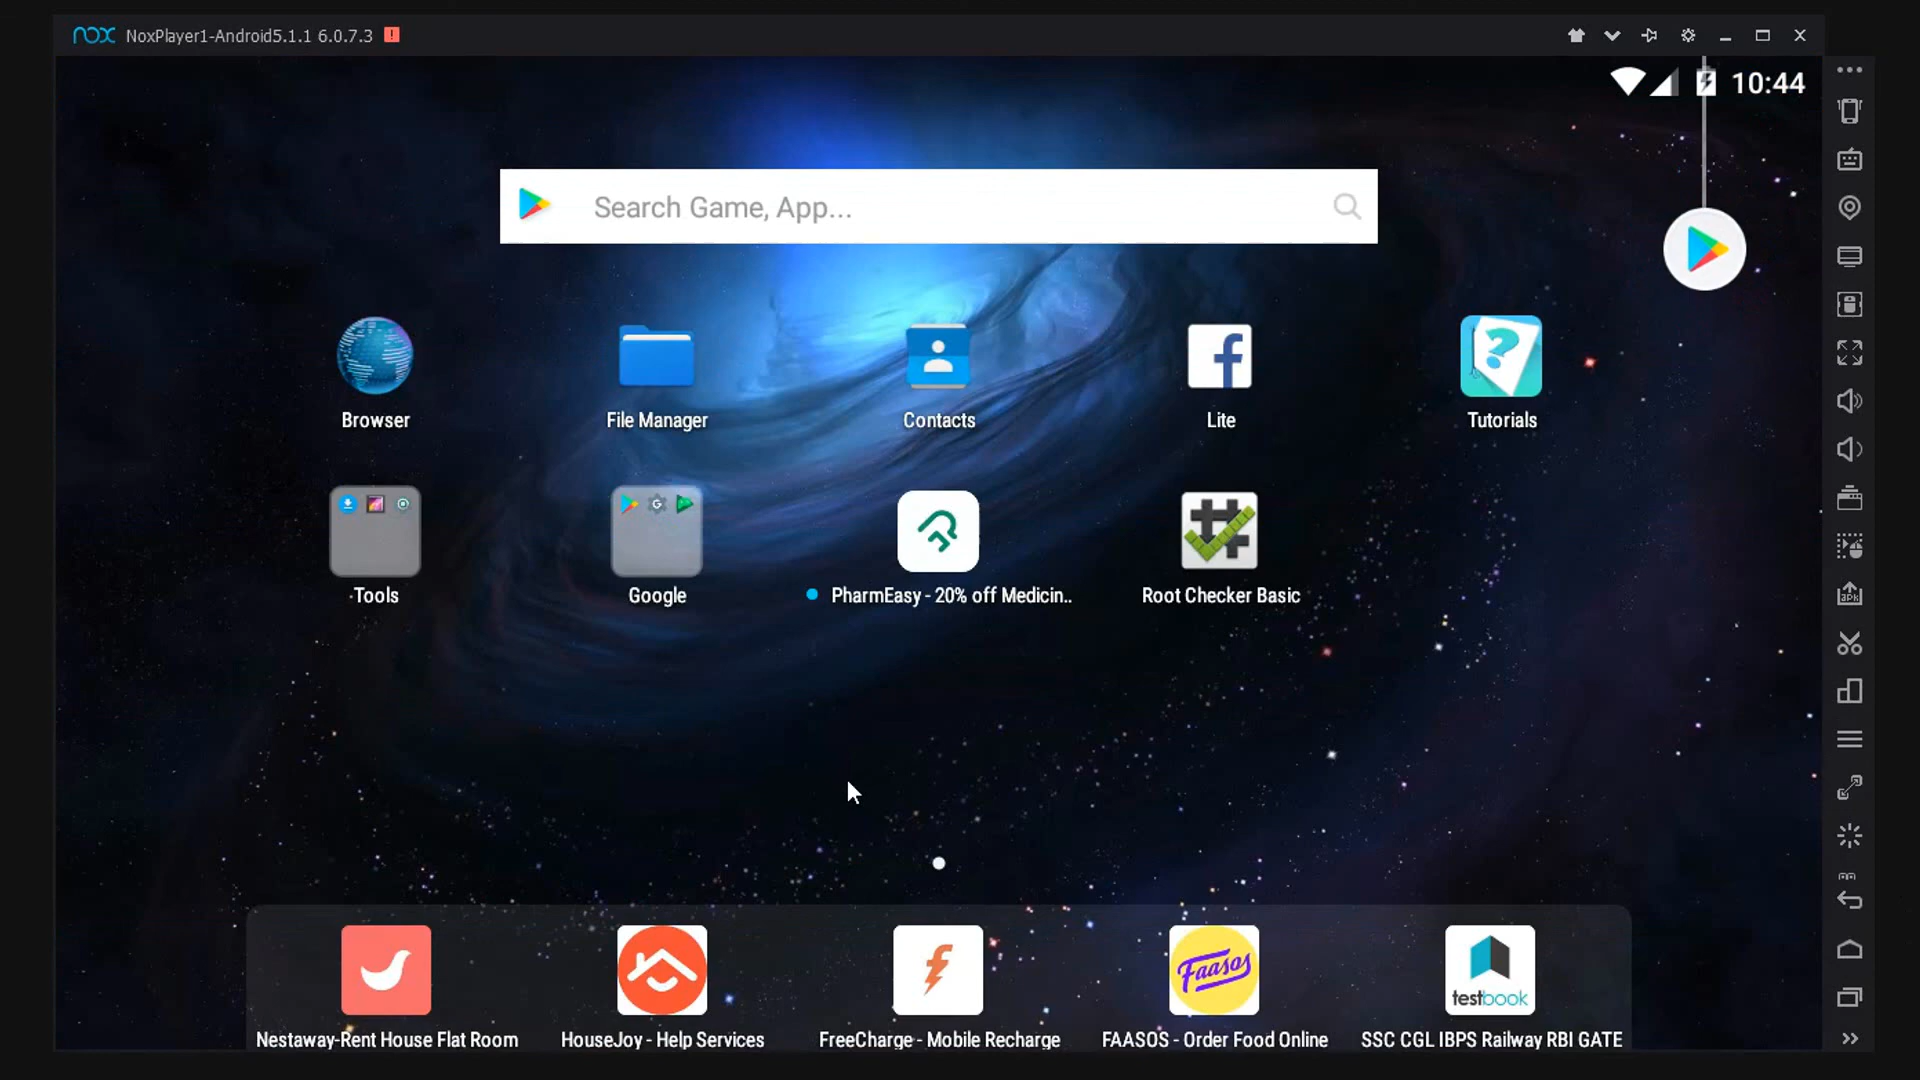 nox NoxPlayer1-Android5.1.1 6.0.7.3
10:44
Search Game, App...
Browser
File Manager
Contacts
Lite
Tutorials
Tools
Google
PharmEasy - 20% off Medicin..
Root Checker Basic
Faasos
testbook
Nestaway-Rent House Flat Room
HouseJoy - Help Services
FreeCharge - Mobile Recharge
FAASOS - Order Food Online
SSC CGL IBPS Railway RBI GATE